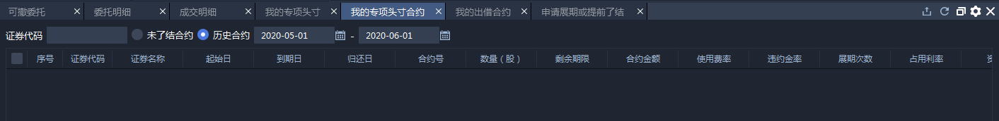 可撤委托 委托明细 成交明细 我的专项头寸 我的专项头寸合约 我的出借合约 申请展期或提前了结
证券代码 未了结合约 历史合约 2020-05-01 - 2020-06-01
序号 证券代码 证券名称 起始日 到期日 归还日 合约号 数量（股） 剩余期限 合约金额 使用费率 违约金率 展期次数 占用利率